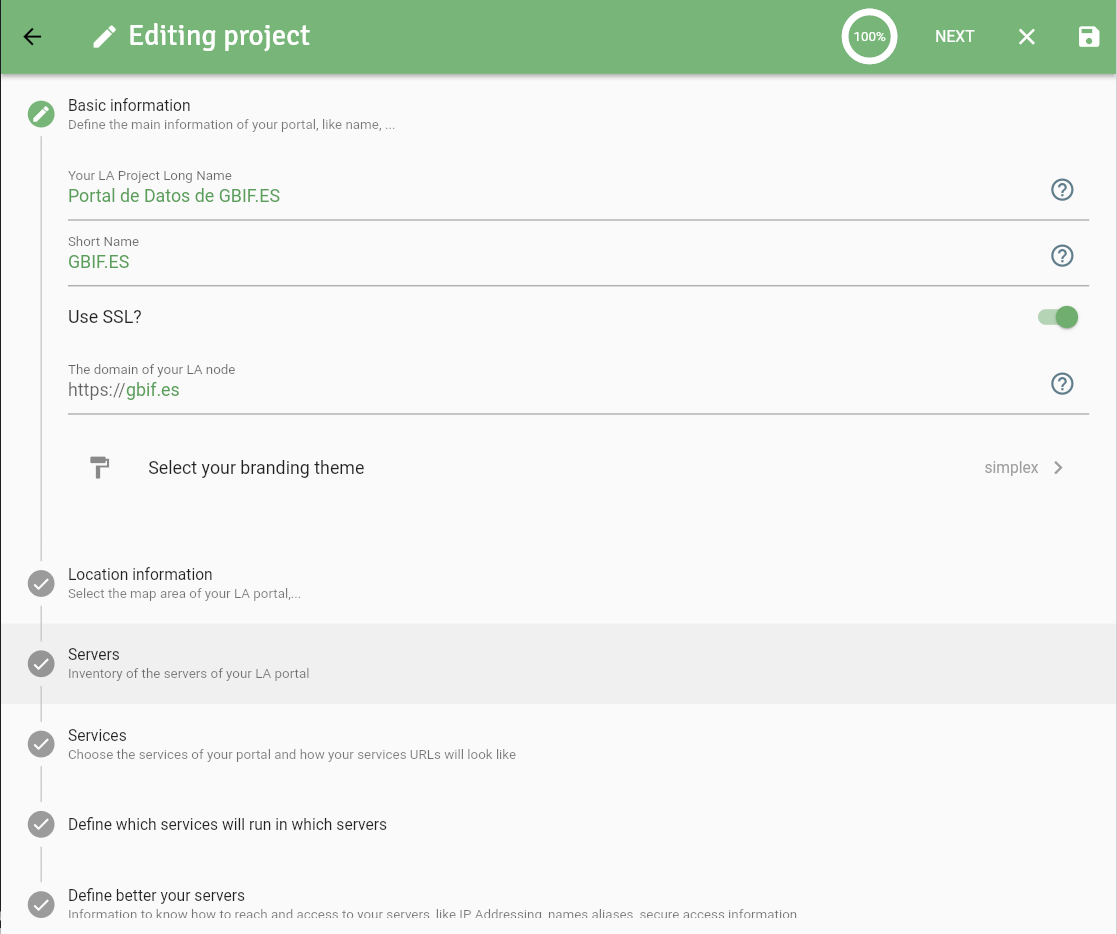 Editing project
100%
NEXT
Basic information
Define the main information of your portal, like name, ...
Your LA Project Long Name
Portal de Datos de GBIF.ES
Short Name
GBIF.ES
Use SSL?
The domain of your LA node
https://gbif.es
Select your branding theme
simplex
Location information
Select the map area of your LA portal,...
Servers
Inventory of the servers of your LA portal
Services
Choose the services of your portal and how your services URLs will look like
Define which services will run in which servers
Define better your servers
Information to know how to reach and access to your servers, like IP Addressing, names aliases, secure access information